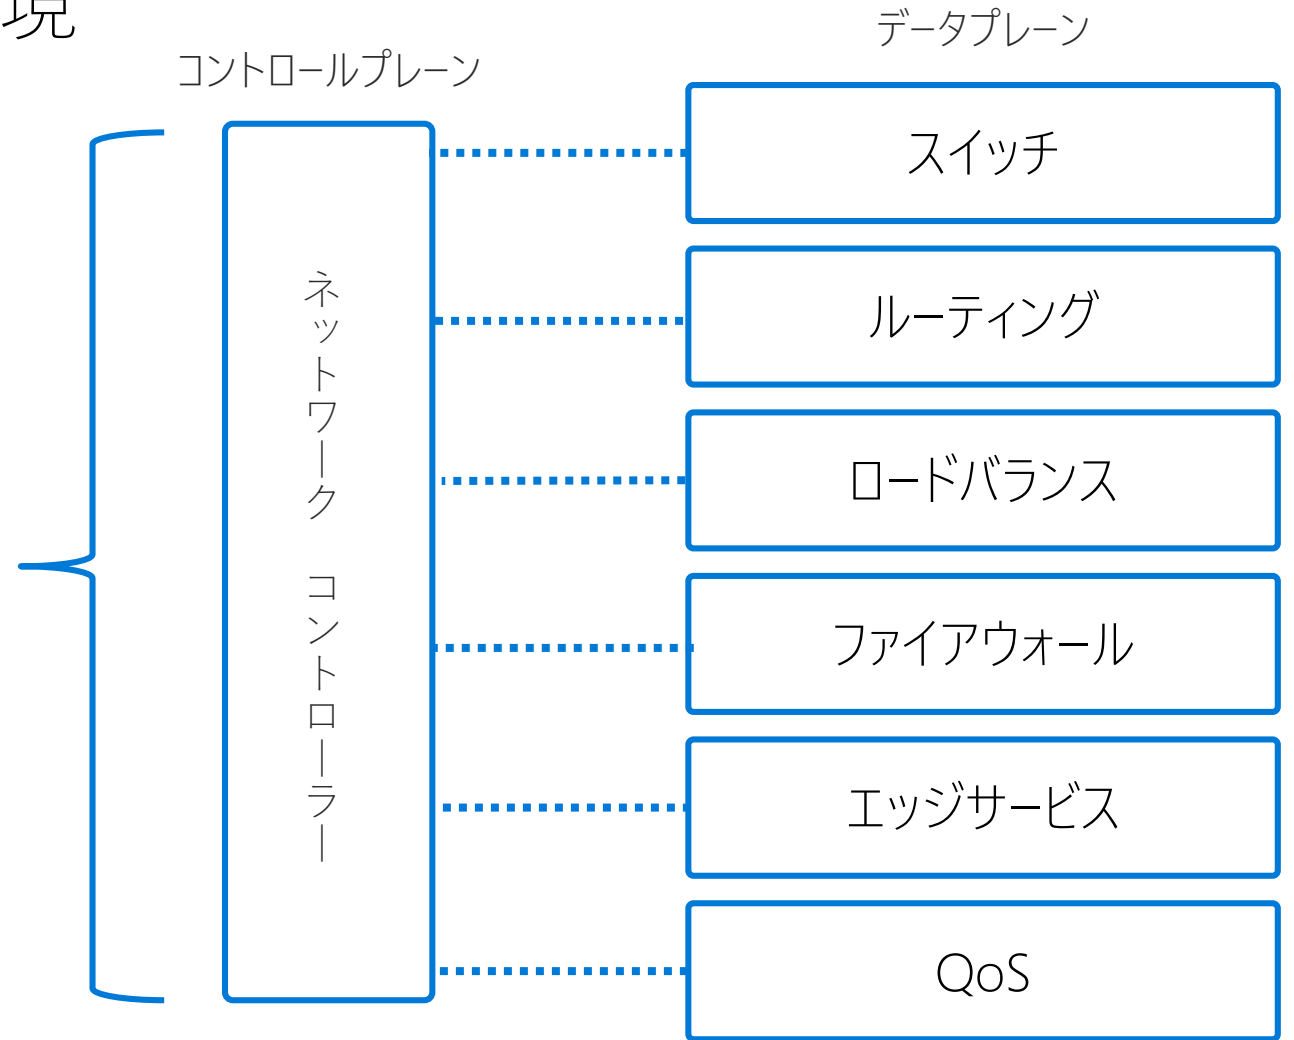 現
コントロールプレーン
データプレーン
ネットワーク コントローラー
スイッチ
ルーティング
ロードバランス
ファイアウォール
エッジサービス
QoS